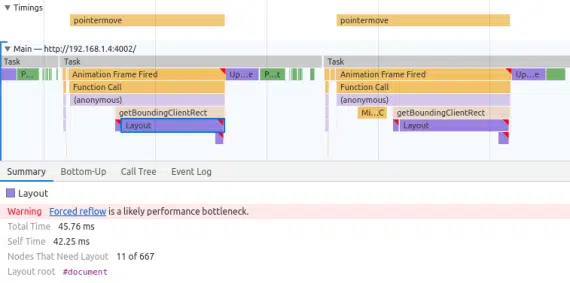 ▼ Timings
pointermove pointermove
▼ Main — http://192.168.1.4:4002/
Task Task Task
P... Animation Frame Fired Up...e P...t Animation Frame Fired Up...e
Function Call Function Call
(anonymous) (anonymous)
getBoundingClientRect Mi...C getBoundingClientRect
Layout Layout
Summary Bottom-Up Call Tree Event Log
Layout
Warning Forced reflow is a likely performance bottleneck.
Total Time 45.76 ms
Self Time 42.25 ms
Nodes That Need Layout 11 of 667
Layout root #document